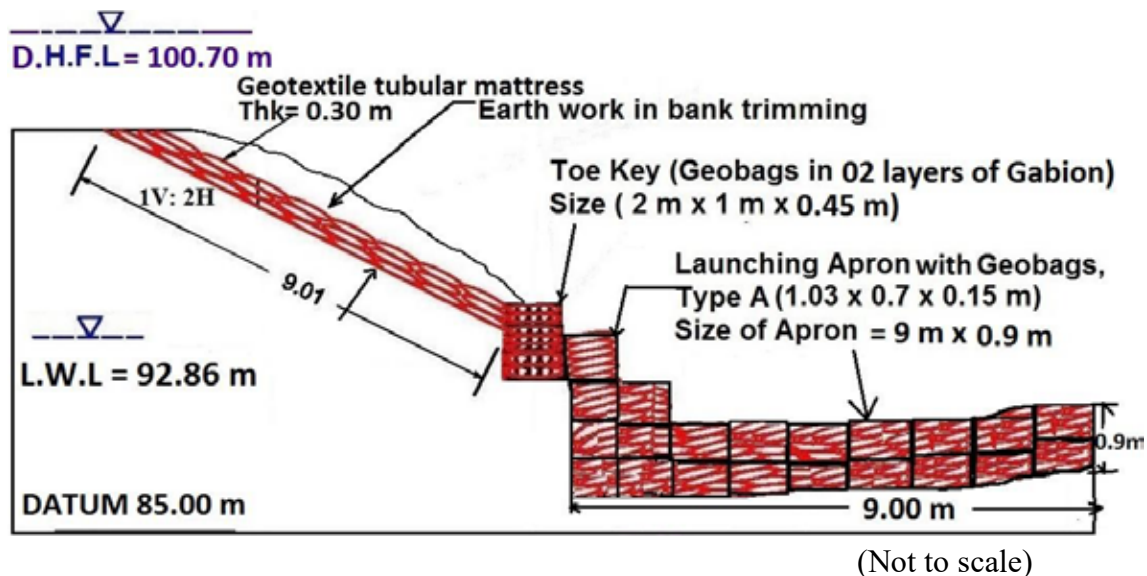 D.H.F.L = 100.70 m
Geotextile tubular mattress
Thk= 0.30 m
Earth work in bank trimming
Toe Key (Geobags in 02 layers of Gabion)
Size ( 2 m x 1 m x 0.45 m)
1V: 2H
Launching Apron with Geobags,
Type A (1.03 x 0.7 x 0.15 m)
Size of Apron = 9 m x 0.9 m
9.01
L.W.L = 92.86 m
0.9m
DATUM 85.00 m
9.00 m
(Not to scale)